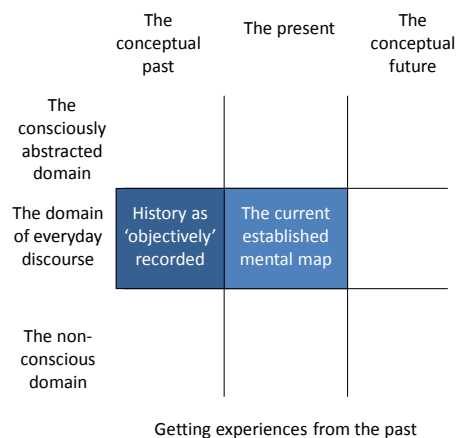 The
conceptual
past
The present
The
conceptual
future
The
consciously
abstracted
domain
The domain
of everyday
discourse
History as
‘objectively’
recorded
The current
established
mental map
The non-
conscious
domain
Getting experiences from the past